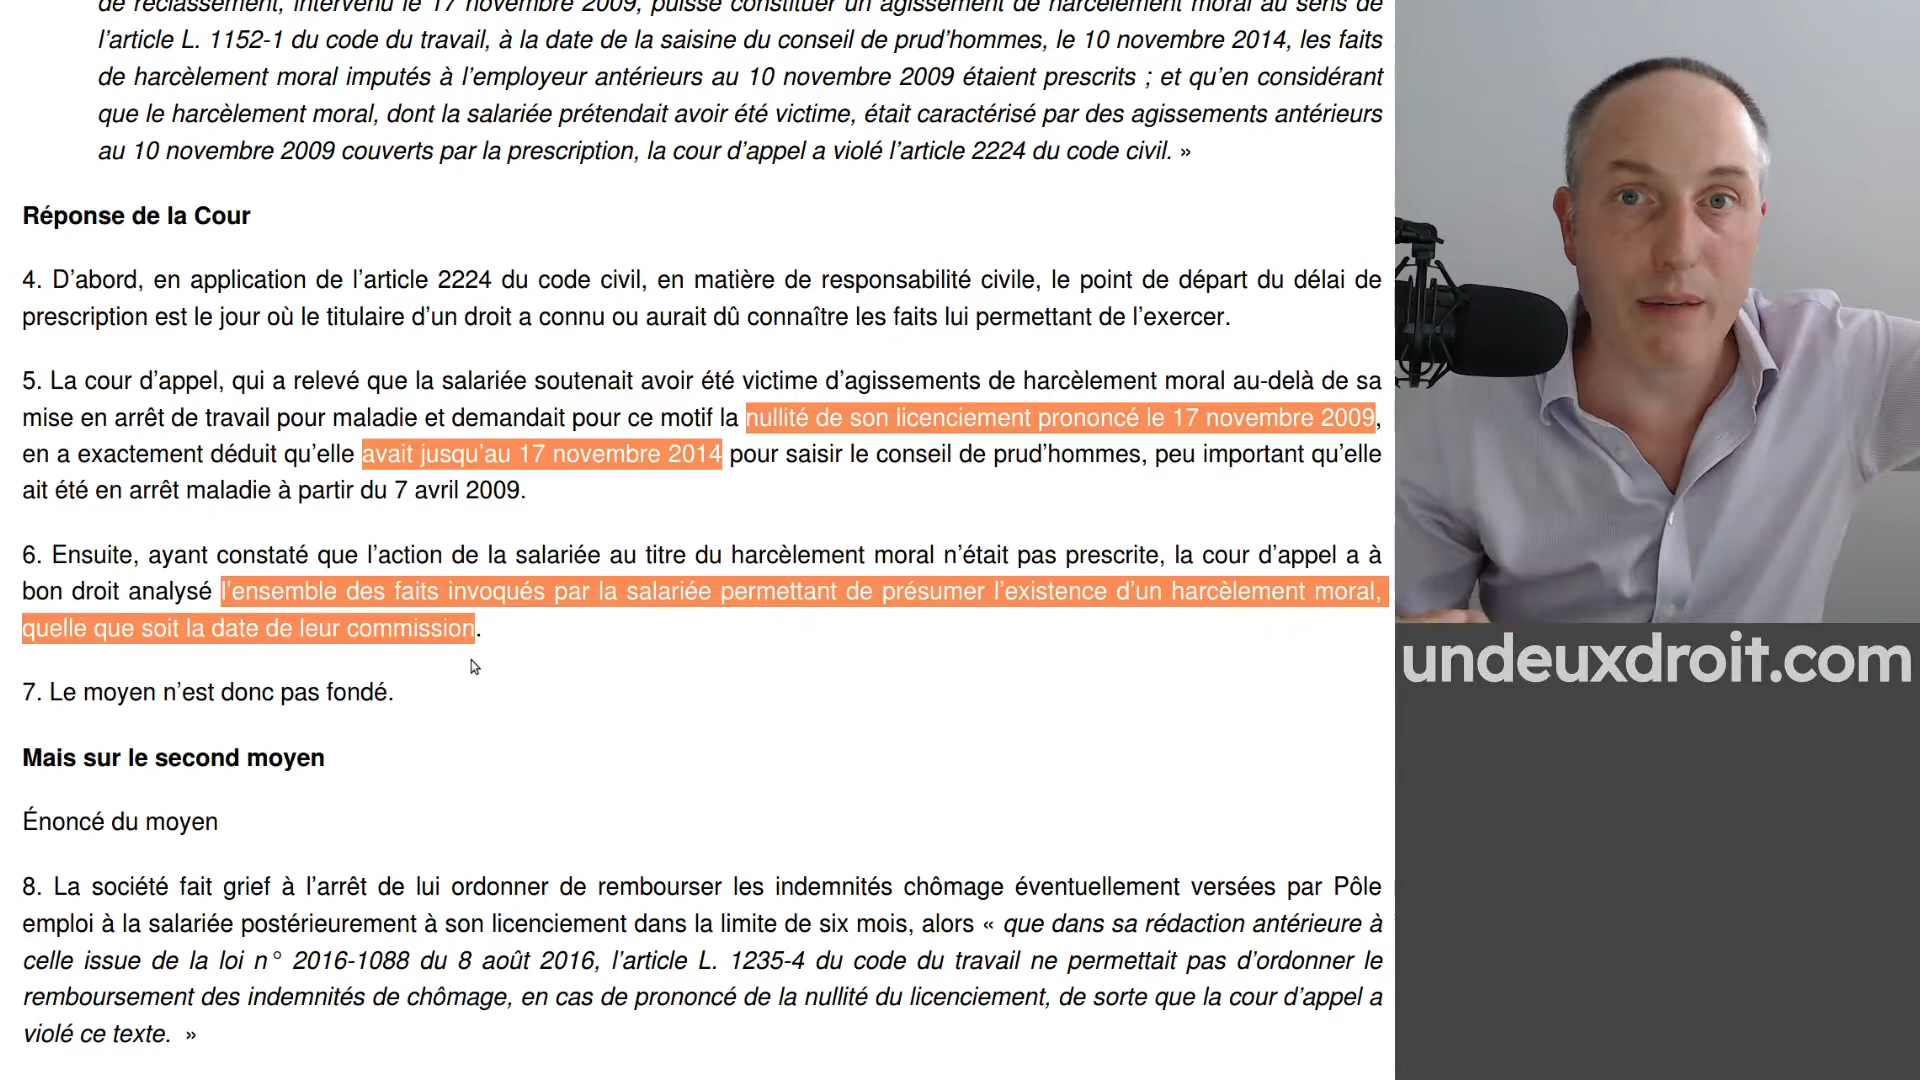 de reclassement, intervenu le 17 novembre 2009, puisse constituer un agissement de harcèlement moral au sens de
l’article L. 1152-1 du code du travail, à la date de la saisine du conseil de prud’hommes, le 10 novembre 2014, les faits
de harcèlement moral imputés à l’employeur antérieurs au 10 novembre 2009 étaient prescrits ; et qu’en considérant
que le harcèlement moral, dont la salariée prétendait avoir été victime, était caractérisé par des agissements antérieurs
au 10 novembre 2009 couverts par la prescription, la cour d’appel a violé l’article 2224 du code civil. »
Réponse de la Cour
4. D’abord, en application de l’article 2224 du code civil, en matière de responsabilité civile, le point de départ du délai de
prescription est le jour où le titulaire d’un droit a connu ou aurait dû connaître les faits lui permettant de l’exercer.
5. La cour d’appel, qui a relevé que la salariée soutenait avoir été victime d’agissements de harcèlement moral au-delà de sa
mise en arrêt de travail pour maladie et demandait pour ce motif la nullité de son licenciement prononcé le 17 novembre 2009,
en a exactement déduit qu’elle avait jusqu’au 17 novembre 2014 pour saisir le conseil de prud’hommes, peu important qu’elle
ait été en arrêt maladie à partir du 7 avril 2009.
6. Ensuite, ayant constaté que l’action de la salariée au titre du harcèlement moral n’était pas prescrite, la cour d’appel a à
bon droit analysé l’ensemble des faits invoqués par la salariée permettant de présumer l’existence d’un harcèlement moral,
quelle que soit la date de leur commission.
7. Le moyen n’est donc pas fondé.
Mais sur le second moyen
Énoncé du moyen
8. La société fait grief à l’arrêt de lui ordonner de rembourser les indemnités chômage éventuellement versées par Pôle
emploi à la salariée postérieurement à son licenciement dans la limite de six mois, alors « que dans sa rédaction antérieure à
celle issue de la loi n° 2016-1088 du 8 août 2016, l’article L. 1235-4 du code du travail ne permettait pas d’ordonner le
remboursement des indemnités de chômage, en cas de prononcé de la nullité du licenciement, de sorte que la cour d’appel a
violé ce texte. »
undeuxdroit.com